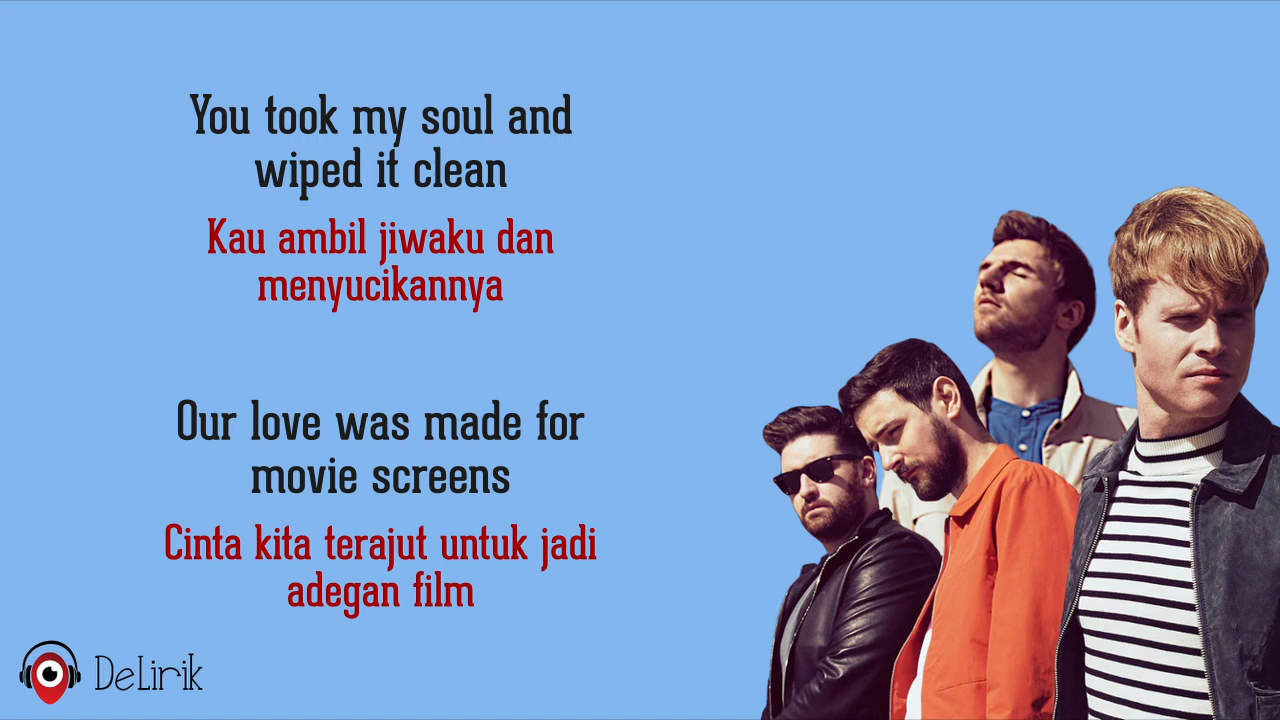 You took my soul and
wiped it clean
Kau ambil jiwaku dan
menyucikannya
Our love was made for
movie screens
Cinta kita terajut untuk jadi
adegan film
DeLirik